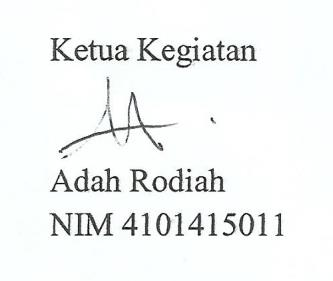 Ketua Kegiatan
Adah Rodiah
NIM 4101415011